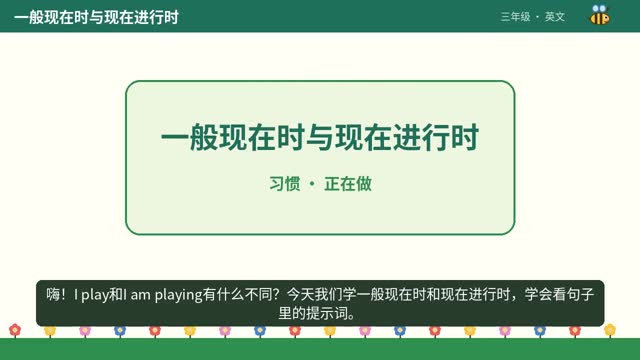 一般现在时与现在进行时
三年级 · 英文
一般现在时与现在进行时
习惯 · 正在做
嗨！I play和I am playing有什么不同？今天我们学一般现在时和现在进行时，学会看句子
里的提示词。